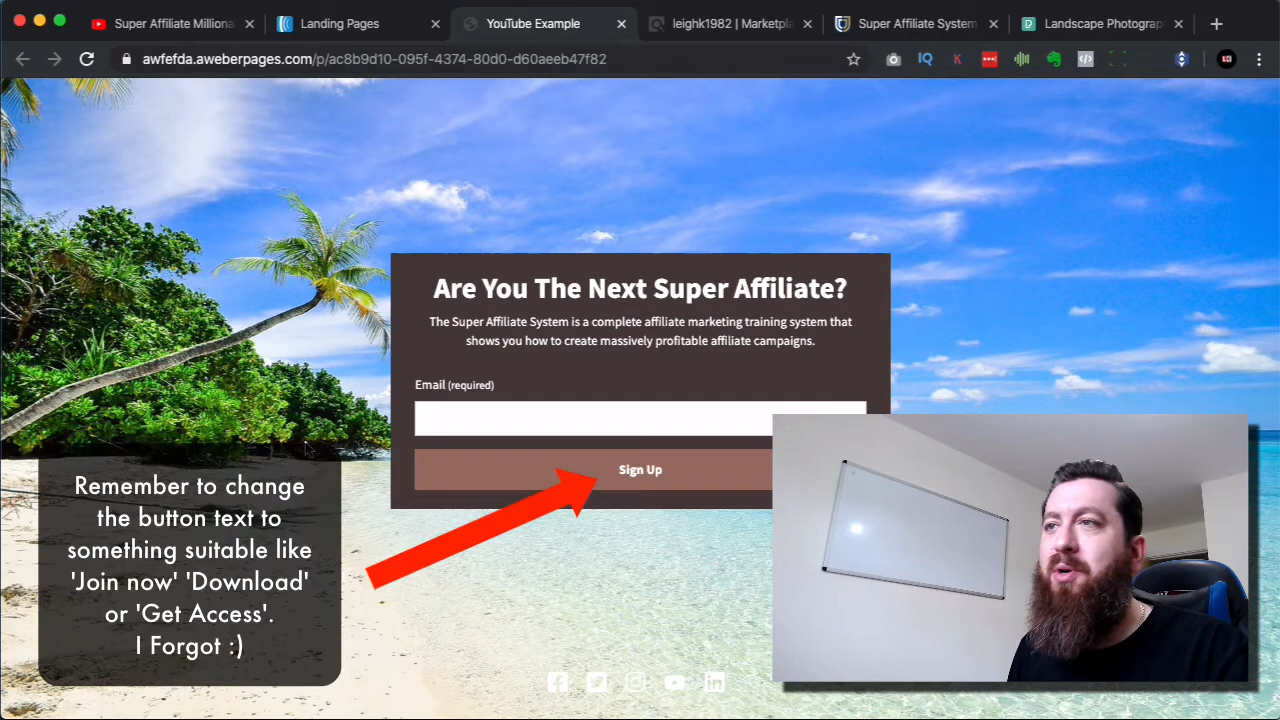 Super Affiliate Milliona
Landing Pages
YouTube Example
leighk1982 | Marketpl
Super Affiliate System
Landscape Photograp
awfefda.aweberpages.com/p/ac8b9d10-095f-4374-80d0-d60aeeb47f82
Are You The Next Super Affiliate?
The Super Affiliate System is a complete affiliate marketing training system that
shows you how to create massively profitable affiliate campaigns.
Email (required)
Sign Up
Remember to change
the button text to
something suitable like
'Join now' 'Download'
or 'Get Access'.
I Forgot :)